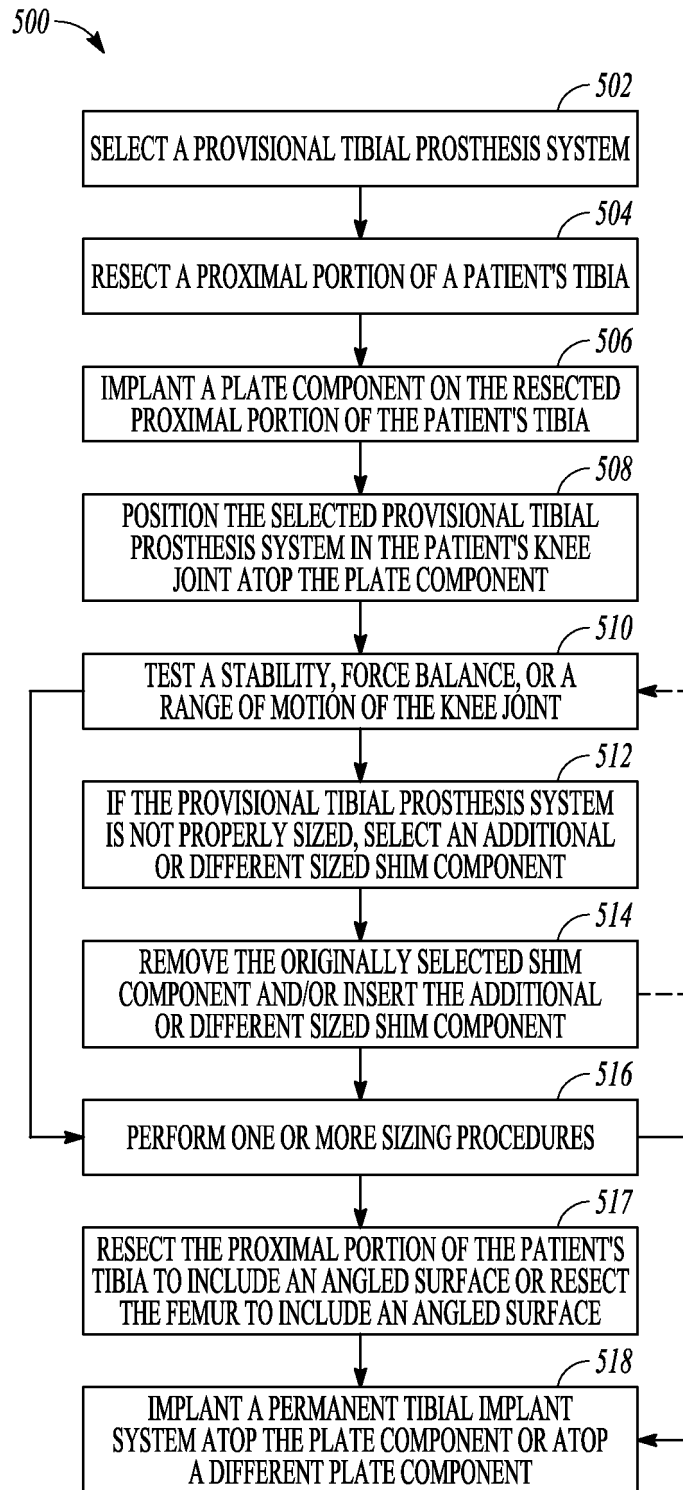 500
502
SELECT A PROVISIONAL TIBIAL PROSTHESIS SYSTEM
504
RESECT A PROXIMAL PORTION OF A PATIENT'S TIBIA
506
IMPLANT A PLATE COMPONENT ON THE RESECTED
PROXIMAL PORTION OF THE PATIENT'S TIBIA
508
POSITION THE SELECTED PROVISIONAL TIBIAL
PROSTHESIS SYSTEM IN THE PATIENT'S KNEE
JOINT ATOP THE PLATE COMPONENT
510
TEST A STABILITY, FORCE BALANCE, OR A
RANGE OF MOTION OF THE KNEE JOINT
512
IF THE PROVISIONAL TIBIAL PROSTHESIS SYSTEM
IS NOT PROPERLY SIZED, SELECT AN ADDITIONAL
OR DIFFERENT SIZED SHIM COMPONENT
514
REMOVE THE ORIGINALLY SELECTED SHIM
COMPONENT AND/OR INSERT THE ADDITIONAL
OR DIFFERENT SIZED SHIM COMPONENT
516
PERFORM ONE OR MORE SIZING PROCEDURES
517
RESECT THE PROXIMAL PORTION OF THE PATIENT'S
TIBIA TO INCLUDE AN ANGLED SURFACE OR RESECT
THE FEMUR TO INCLUDE AN ANGLED SURFACE
518
IMPLANT A PERMANENT TIBIAL IMPLANT
SYSTEM ATOP THE PLATE COMPONENT OR ATOP
A DIFFERENT PLATE COMPONENT